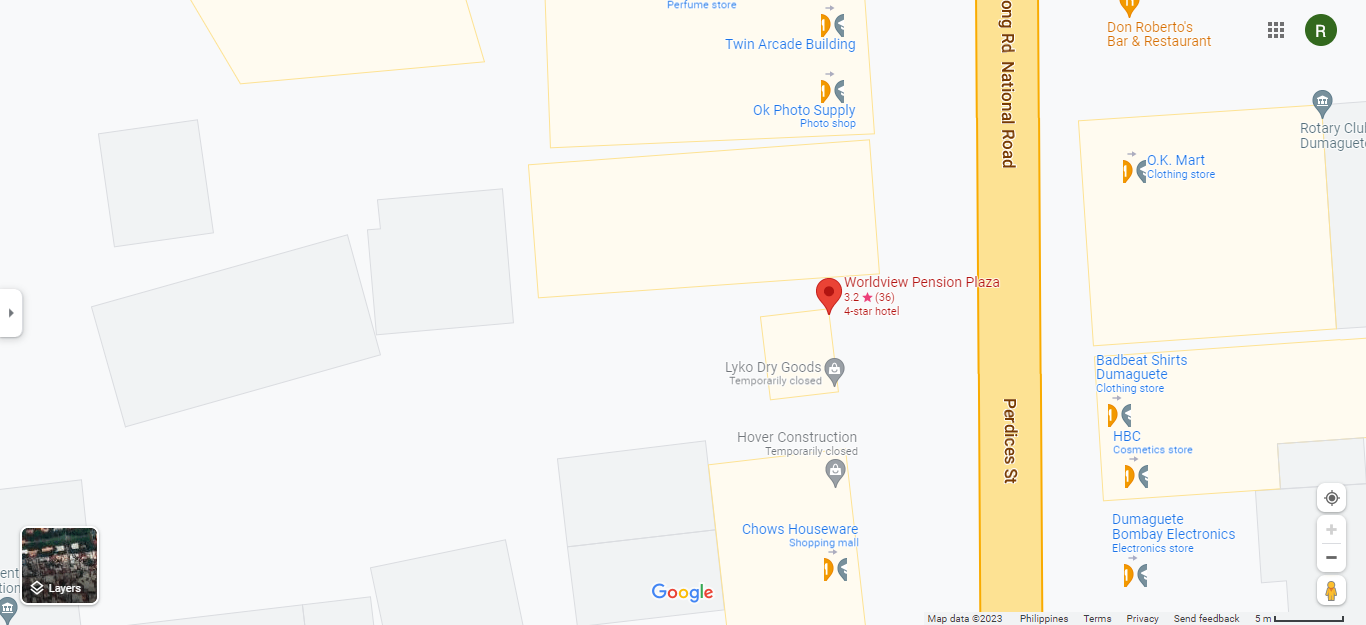 Perfume store
Twin Arcade Building
Ok Photo Supply
Photo shop
ong Rd
National Road
Don Roberto's
Bar & Restaurant
R
Rotary Clu
Dumaguet
O.K. Mart
Clothing store
Worldview Pension Plaza
3.2 ★ (36)
4-star hotel
Lyko Dry Goods
Temporarily closed
Badbeat Shirts
Dumaguete
Clothing store
Perdices St
Hover Construction
Temporarily closed
HBC
Cosmetics store
Chows Houseware
Shopping mall
Dumaguete
Bombay Electronics
Electronics store
ent
tion
Layers
Google
Map data ©2023 Philippines Terms Privacy Send feedback 5 m